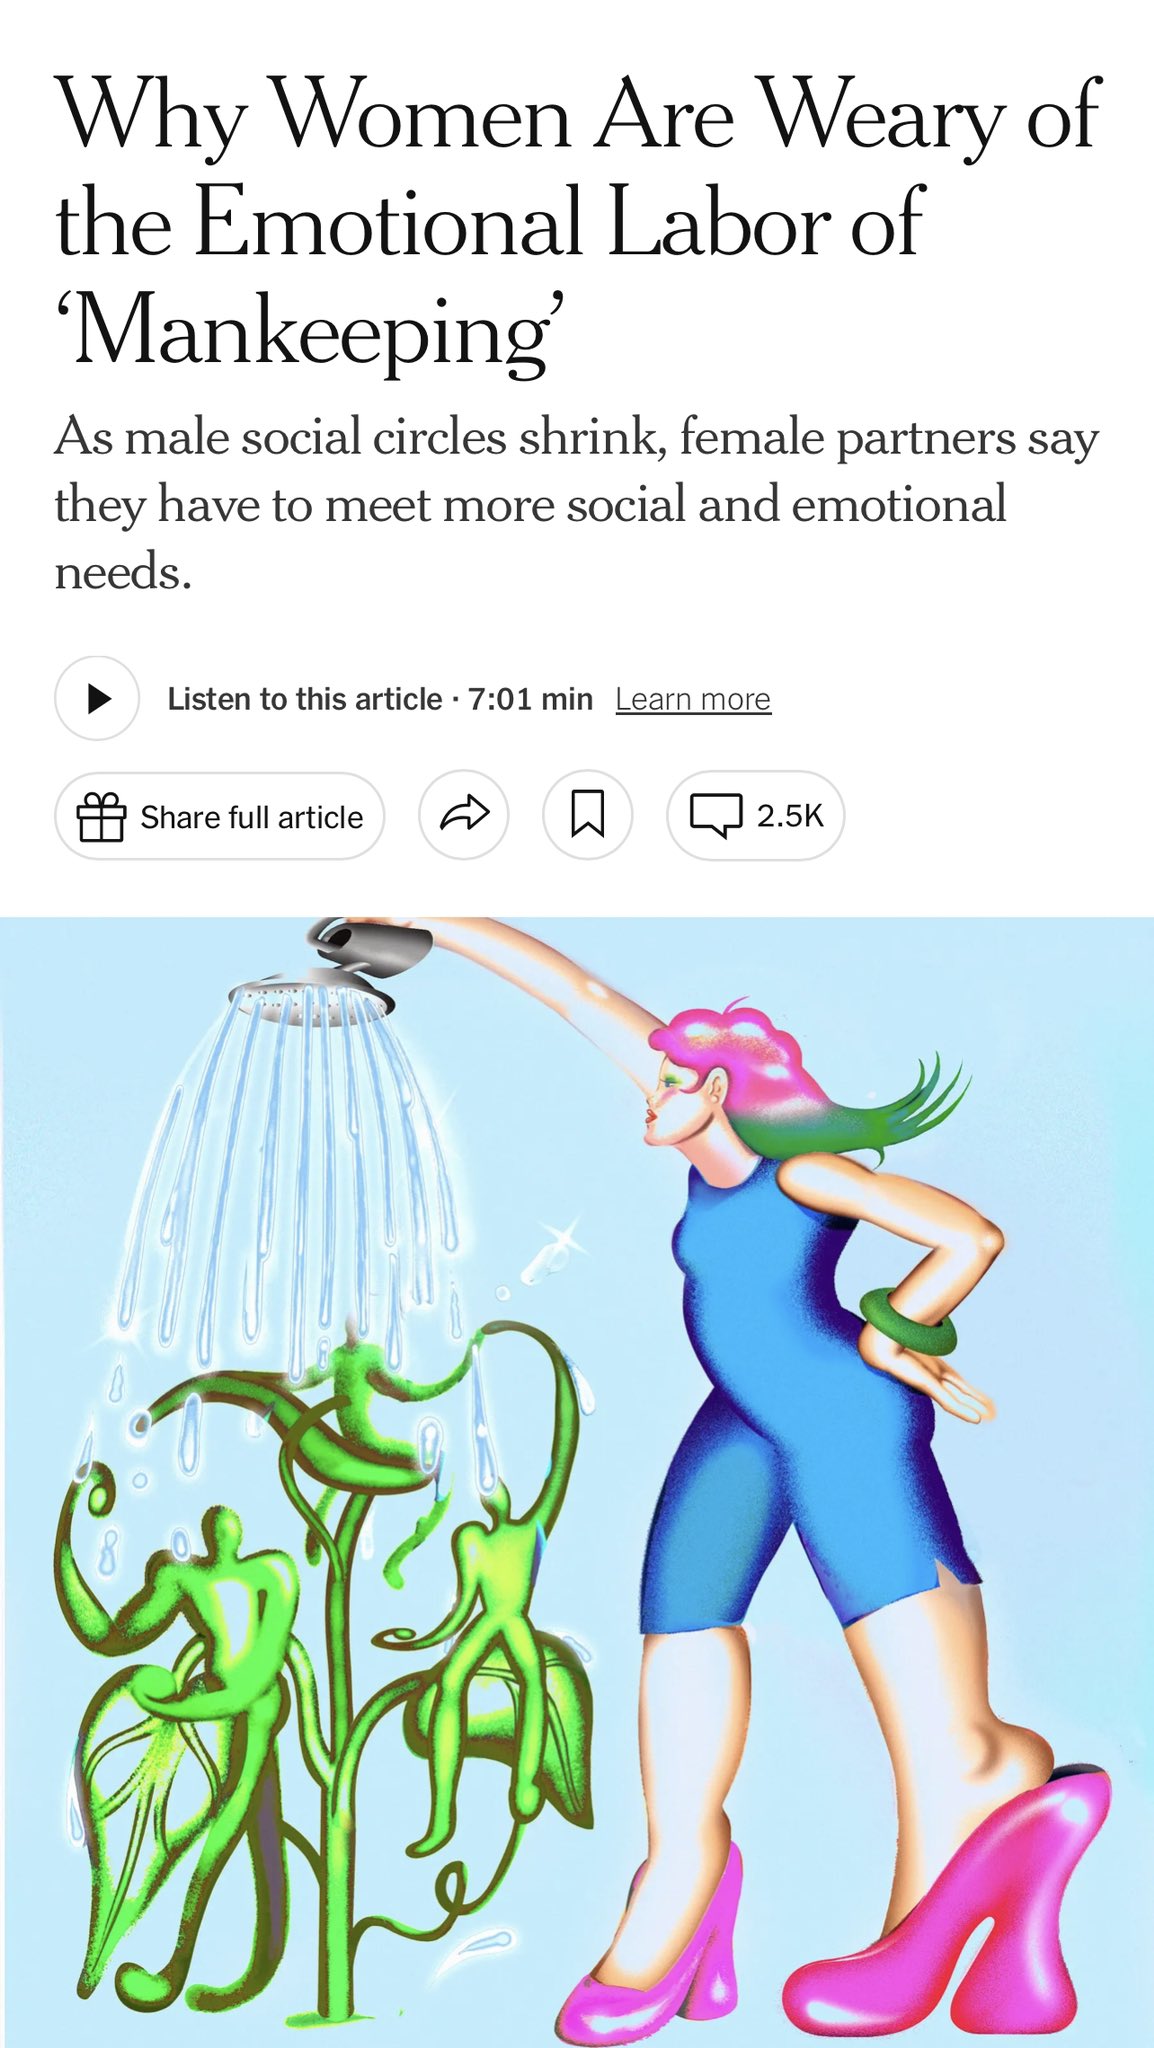 Why Women Are Weary of
the Emotional Labor of
‘Mankeeping’
As male social circles shrink, female partners say
they have to meet more social and emotional
needs.
Listen to this article · 7:01 min Learn more
Share full article 2.5K